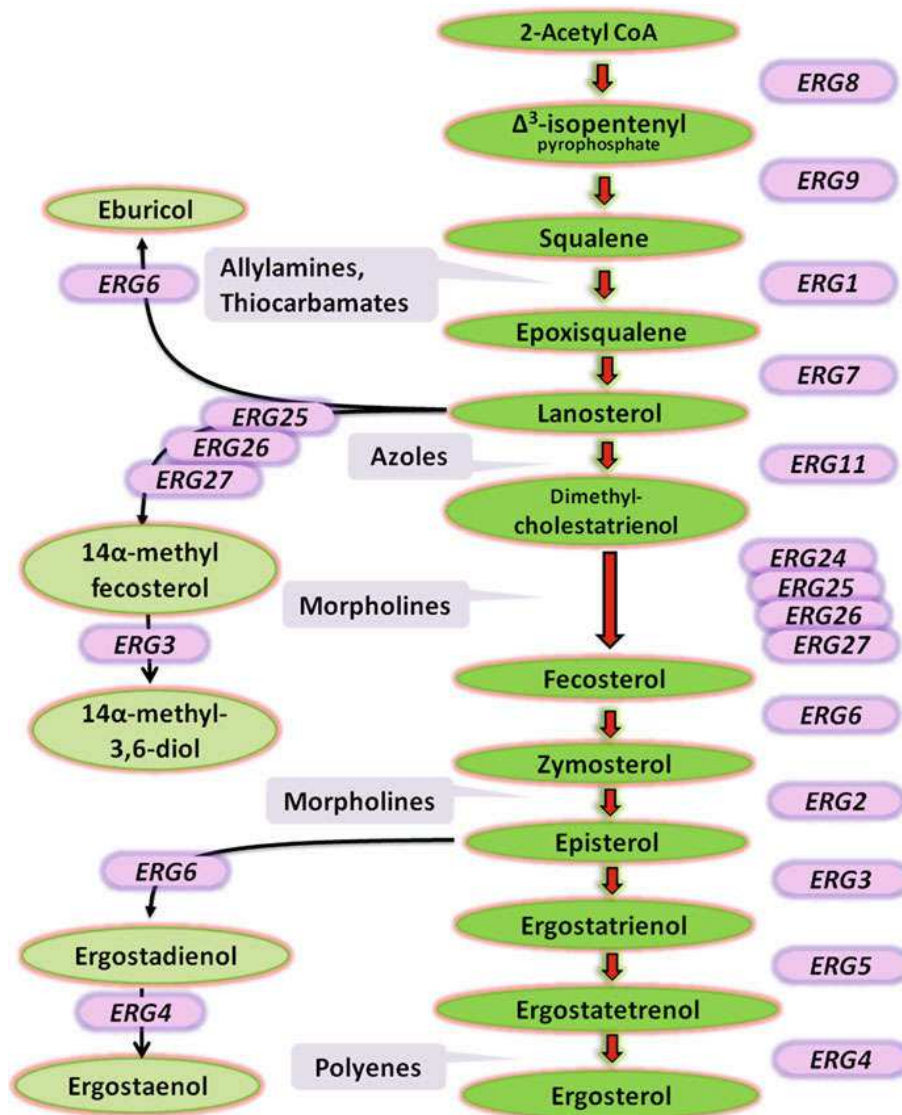 2-Acetyl CoA
ERG8
Δ³-isopentenyl
pyrophosphate
ERG9
Eburicol
Squalene
ERG6
Allylamines,
Thiocarbamates
ERG1
Epoxisqualene
ERG7
Lanosterol
ERG25
ERG26
ERG27
Azoles
ERG11
Dimethyl-
cholestatrienol
14α-methyl
fecosterol
ERG24
ERG25
ERG26
ERG27
Morpholines
ERG3
Fecosterol
14α-methyl-
3,6-diol
ERG6
Zymosterol
Morpholines
ERG2
Episterol
ERG6
ERG3
Ergostatrienol
Ergostadienol
ERG5
Ergostatetrenol
ERG4
Polyenes
ERG4
Ergostaenol
Ergosterol